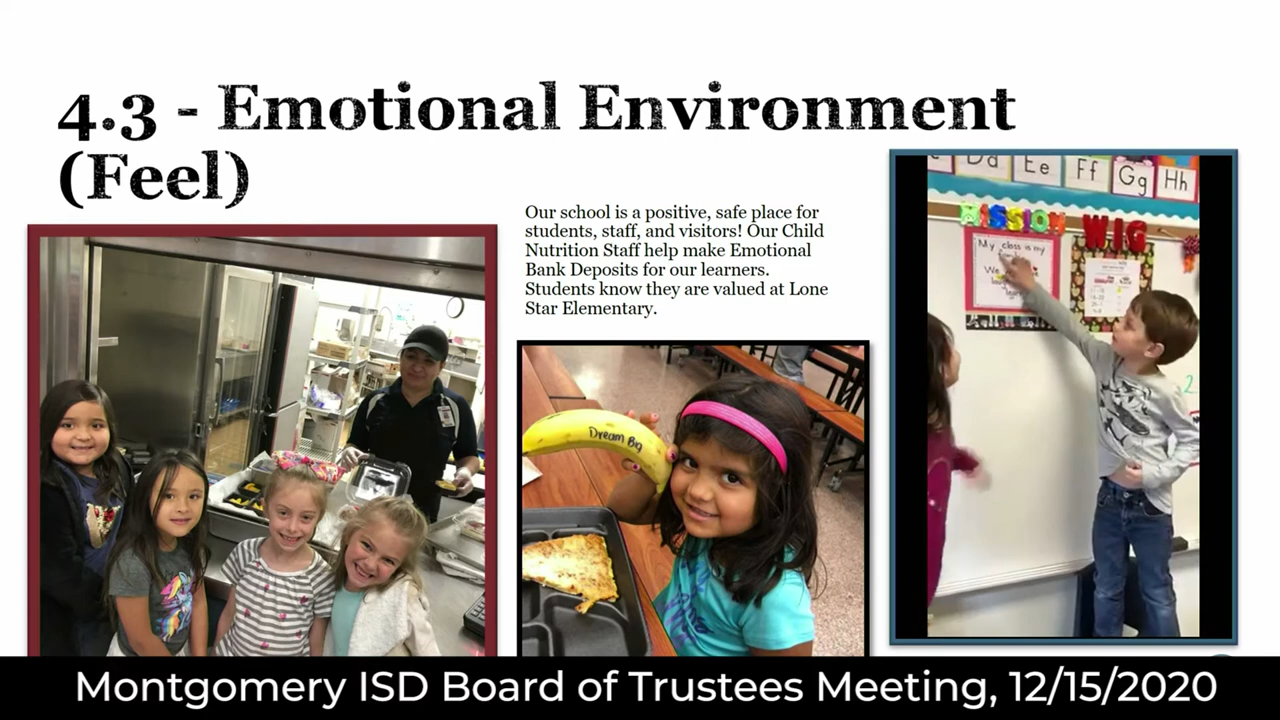 4.3 - Emotional Environment
(Feel)
Our school is a positive, safe place for
students, staff, and visitors! Our Child
Nutrition Staff help make Emotional
Bank Deposits for our learners.
Students know they are valued at Lone
Star Elementary.
Dd Ee Ff Gg Hh
MISSION WIG
My class is my
We
Dream Big
2
Montgomery ISD Board of Trustees Meeting, 12/15/2020